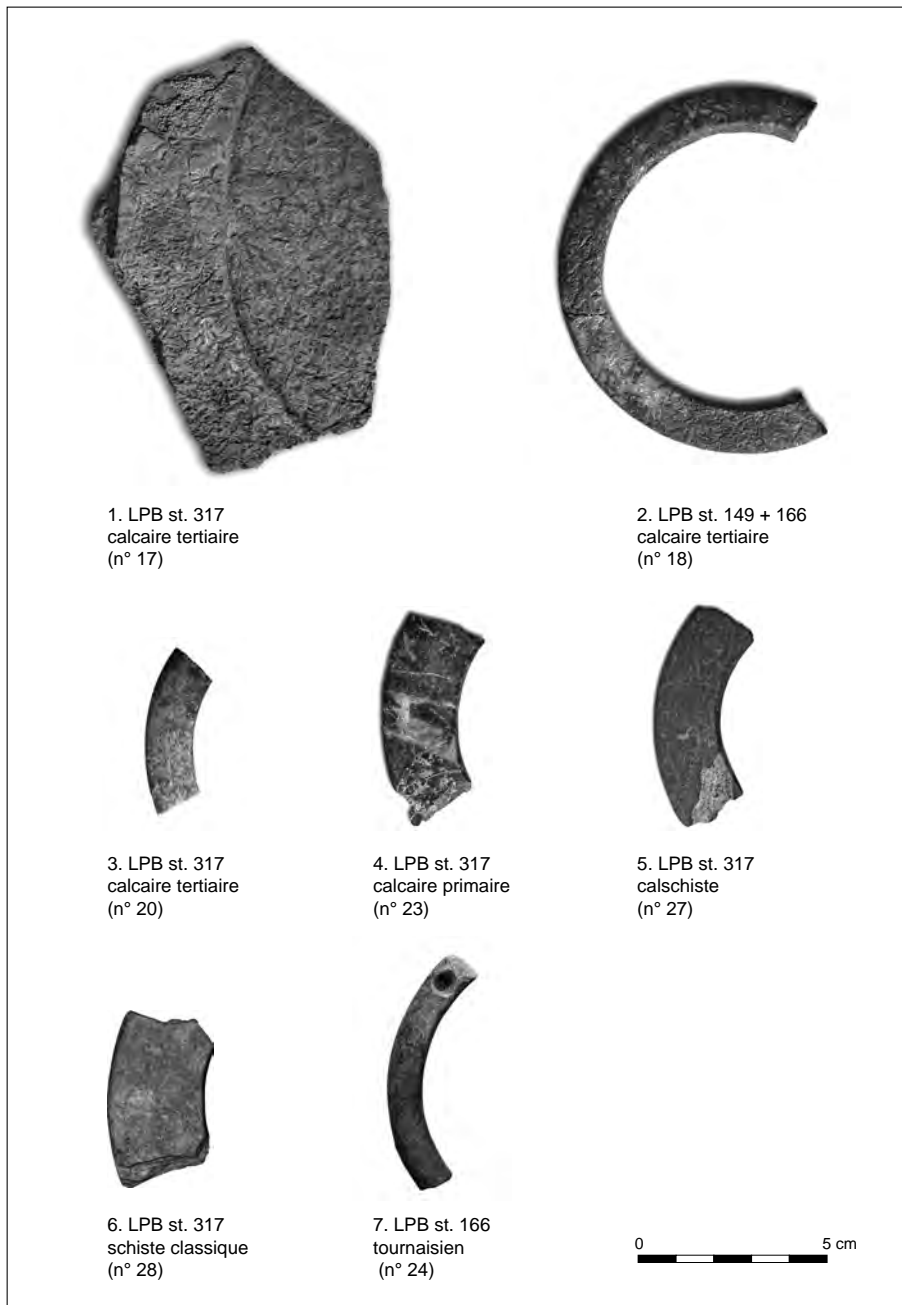 1. LPB st. 317
calcaire tertiaire
(n° 17)
2. LPB st. 149 + 166
calcaire tertiaire
(n° 18)
3. LPB st. 317
calcaire tertiaire
(n° 20)
4. LPB st. 317
calcaire primaire
(n° 23)
5. LPB st. 317
calschiste
(n° 27)
6. LPB st. 317
schiste classique
(n° 28)
7. LPB st. 166
tournaisien
(n° 24)
0 5 cm